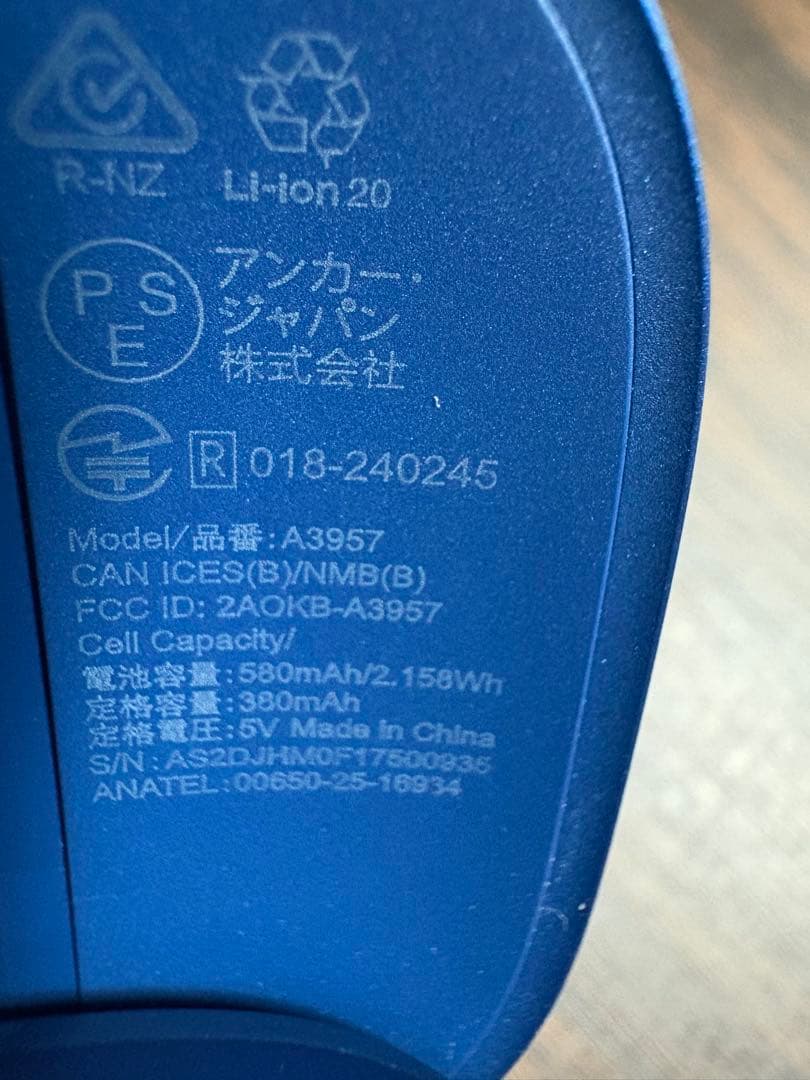 R-NZ
Li-ion 20
PSE
アンカー・
ジャパン
株式会社
R 018-240245
Model/品番:A3957
CAN ICES(B)/NMB(B)
FCC ID: 2AOKB-A3957
Cell Capacity/
電池容量:580mAh/2.158Wh
定格容量:380mAh
定格電圧:5V Made in China
S/N:AS2DJHM0F17500935
ANATEL:00650-25-16934